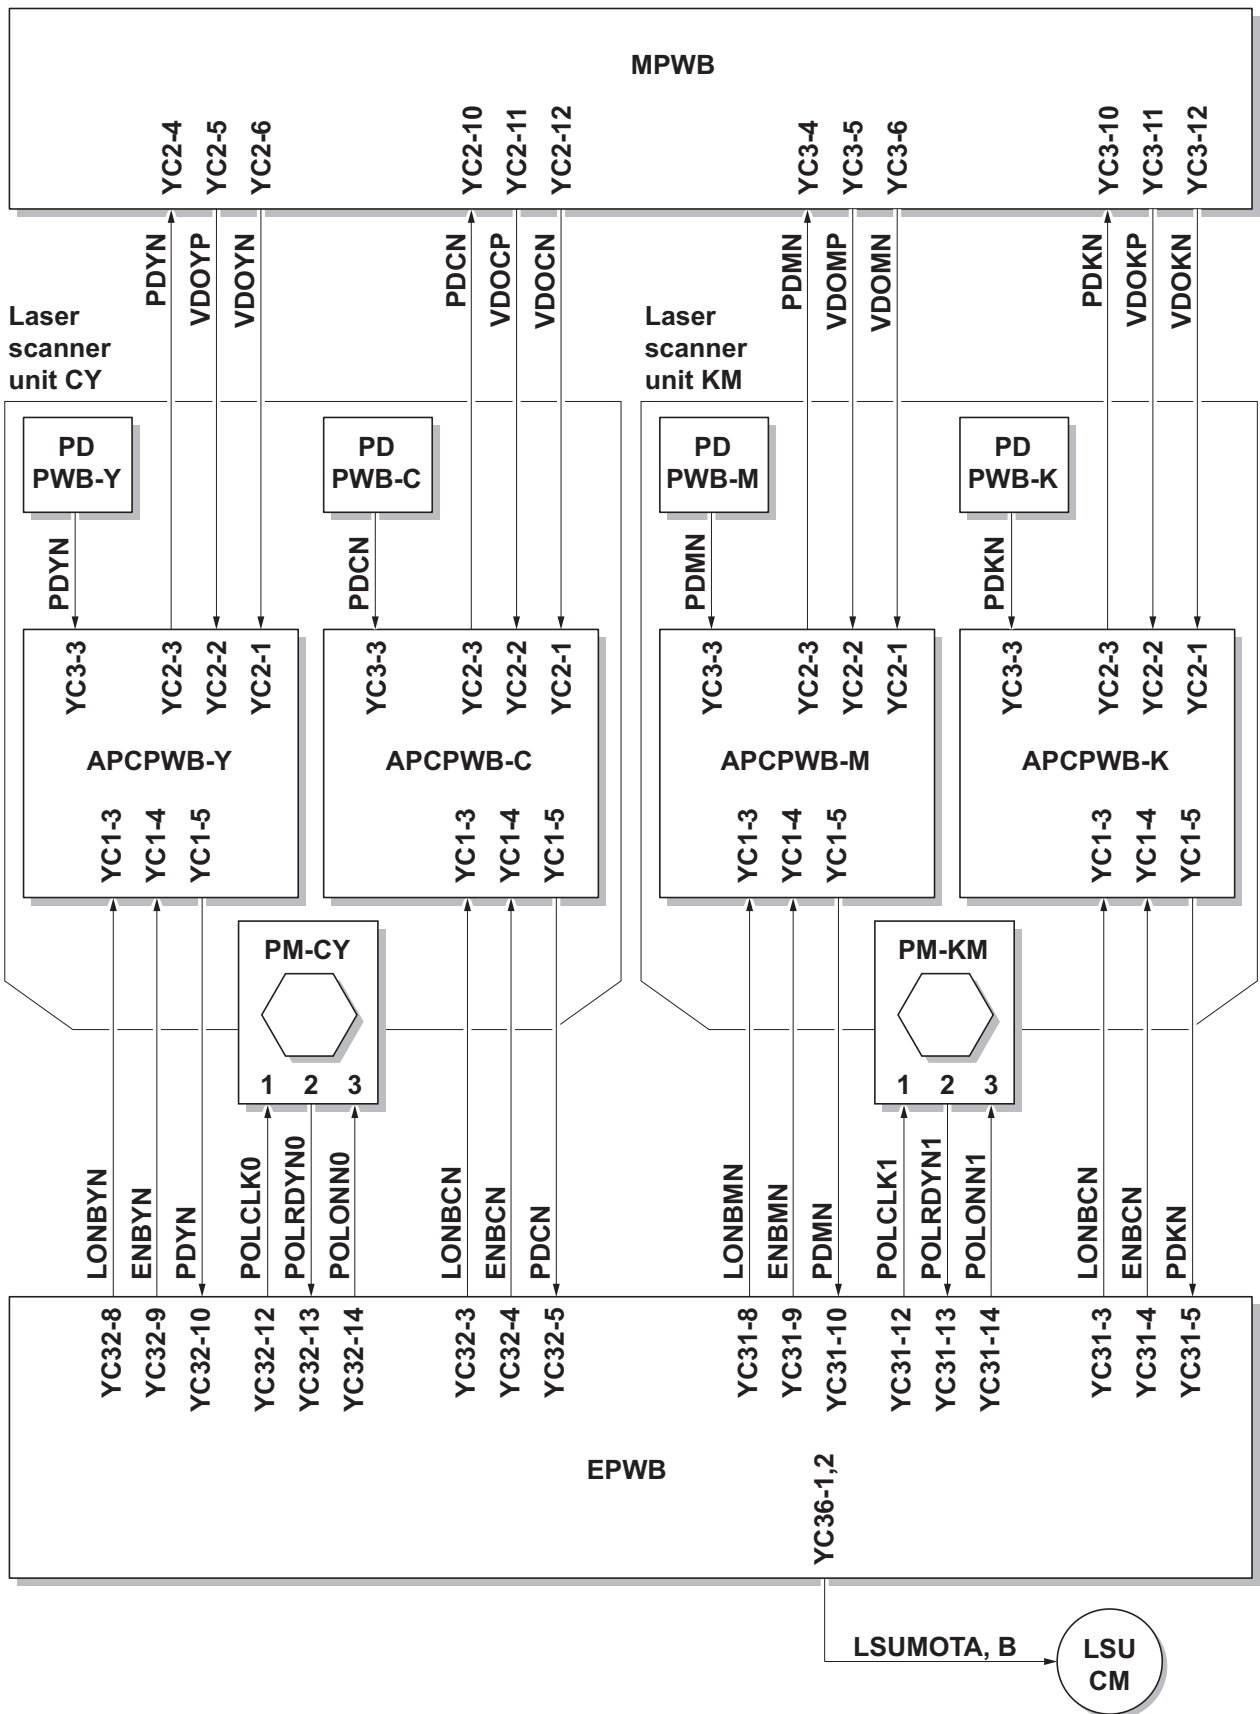 MPWB
YC2-4
YC2-5
YC2-6
YC2-10
YC2-11
YC2-12
YC3-4
YC3-5
YC3-6
YC3-10
YC3-11
YC3-12
PDYN
VDOYP
VDOYN
PDCN
VDOCP
VDOCN
PDMN
VDOMP
VDOMN
PDKN
VDOKP
VDOKN
Laser
scanner
unit CY
Laser
scanner
unit KM
PD
PWB-Y
PD
PWB-C
PD
PWB-M
PD
PWB-K
PDYN
PDCN
PDMN
PDKN
YC3-3
YC2-3
YC2-2
YC2-1
YC3-3
YC2-3
YC2-2
YC2-1
YC3-3
YC2-3
YC2-2
YC2-1
YC3-3
YC2-3
YC2-2
YC2-1
APCPWB-Y
APCPWB-C
APCPWB-M
APCPWB-K
YC1-3
YC1-4
YC1-5
YC1-3
YC1-4
YC1-5
YC1-3
YC1-4
YC1-5
YC1-3
YC1-4
YC1-5
PM-CY
1 2 3
PM-KM
1 2 3
LONBYN
ENBYN
PDYN
POLCLK0
POLRDYN0
POLONN0
LONBCN
ENBCN
PDCN
LONBMN
ENBMN
PDMN
POLCLK1
POLRDYN1
POLONN1
LONBCN
ENBCN
PDKN
YC32-8
YC32-9
YC32-10
YC32-12
YC32-13
YC32-14
YC32-3
YC32-4
YC32-5
YC31-8
YC31-9
YC31-10
YC31-12
YC31-13
YC31-14
YC31-3
YC31-4
YC31-5
EPWB
YC36-1,2
LSUMOTA, B
LSU
CM